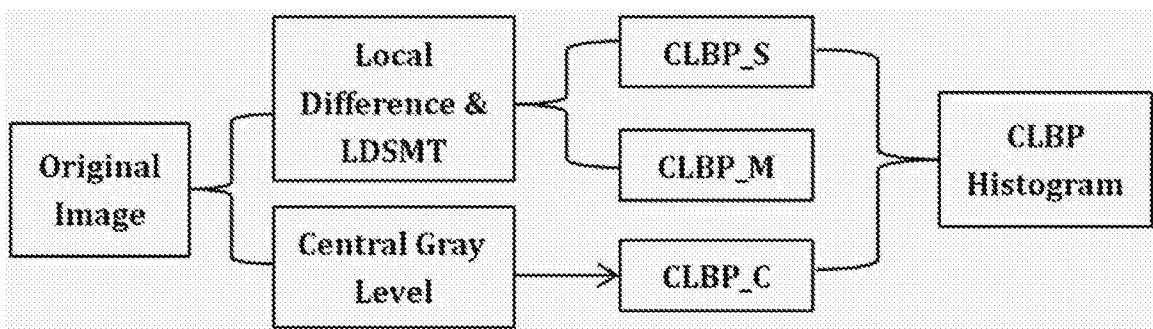 Original
Image
Local
Difference &
LDSMT
Central Gray
Level
CLBP_S
CLBP_M
CLBP_C
CLBP
Histogram